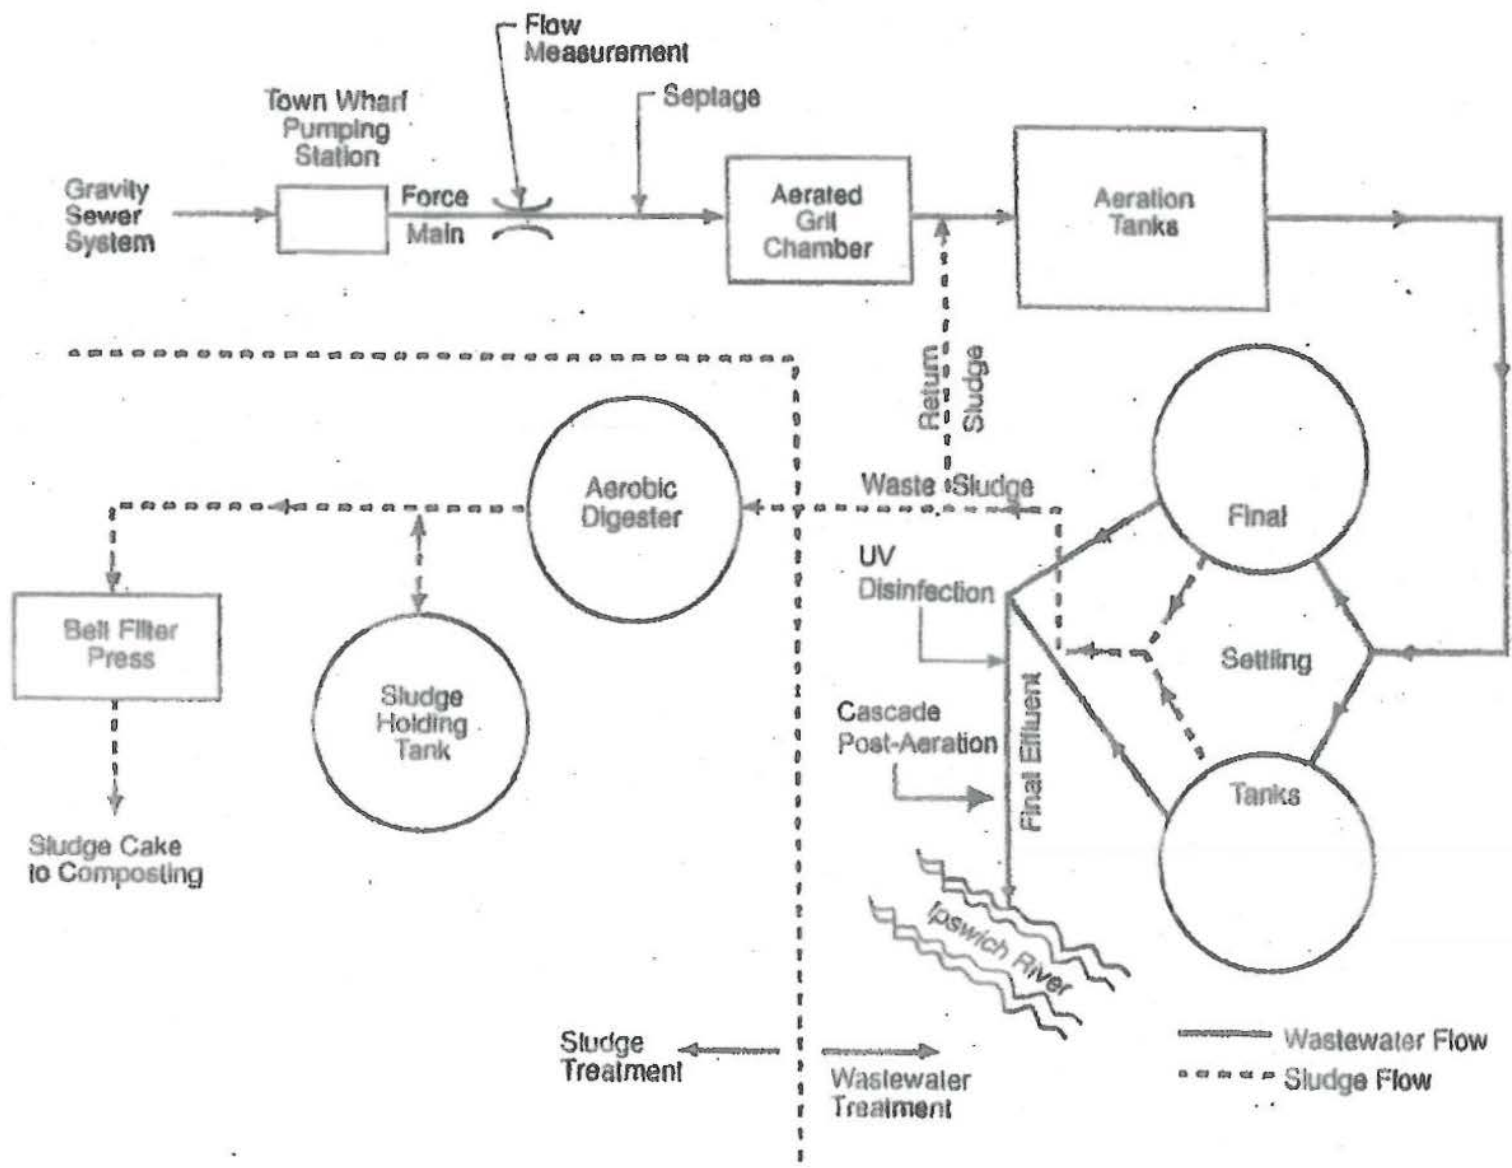 Flow
Measurement
Town Wharf
Pumping
Station
Septage
Gravity
Sewer
System
Force
Main
Aerated
Grit
Chamber
Aeration
Tanks
Return
Sludge
Aerobic
Digester
Waste Sludge
Final
UV
Disinfection
Belt Filter
Press
Settling
Sludge
Holding
Tank
Cascade
Post-Aeration
Final Effluent
Tanks
Sludge Cake
to Composting
Ipswich River
Sludge
Treatment
Wastewater
Treatment
Wastewater Flow
Sludge Flow